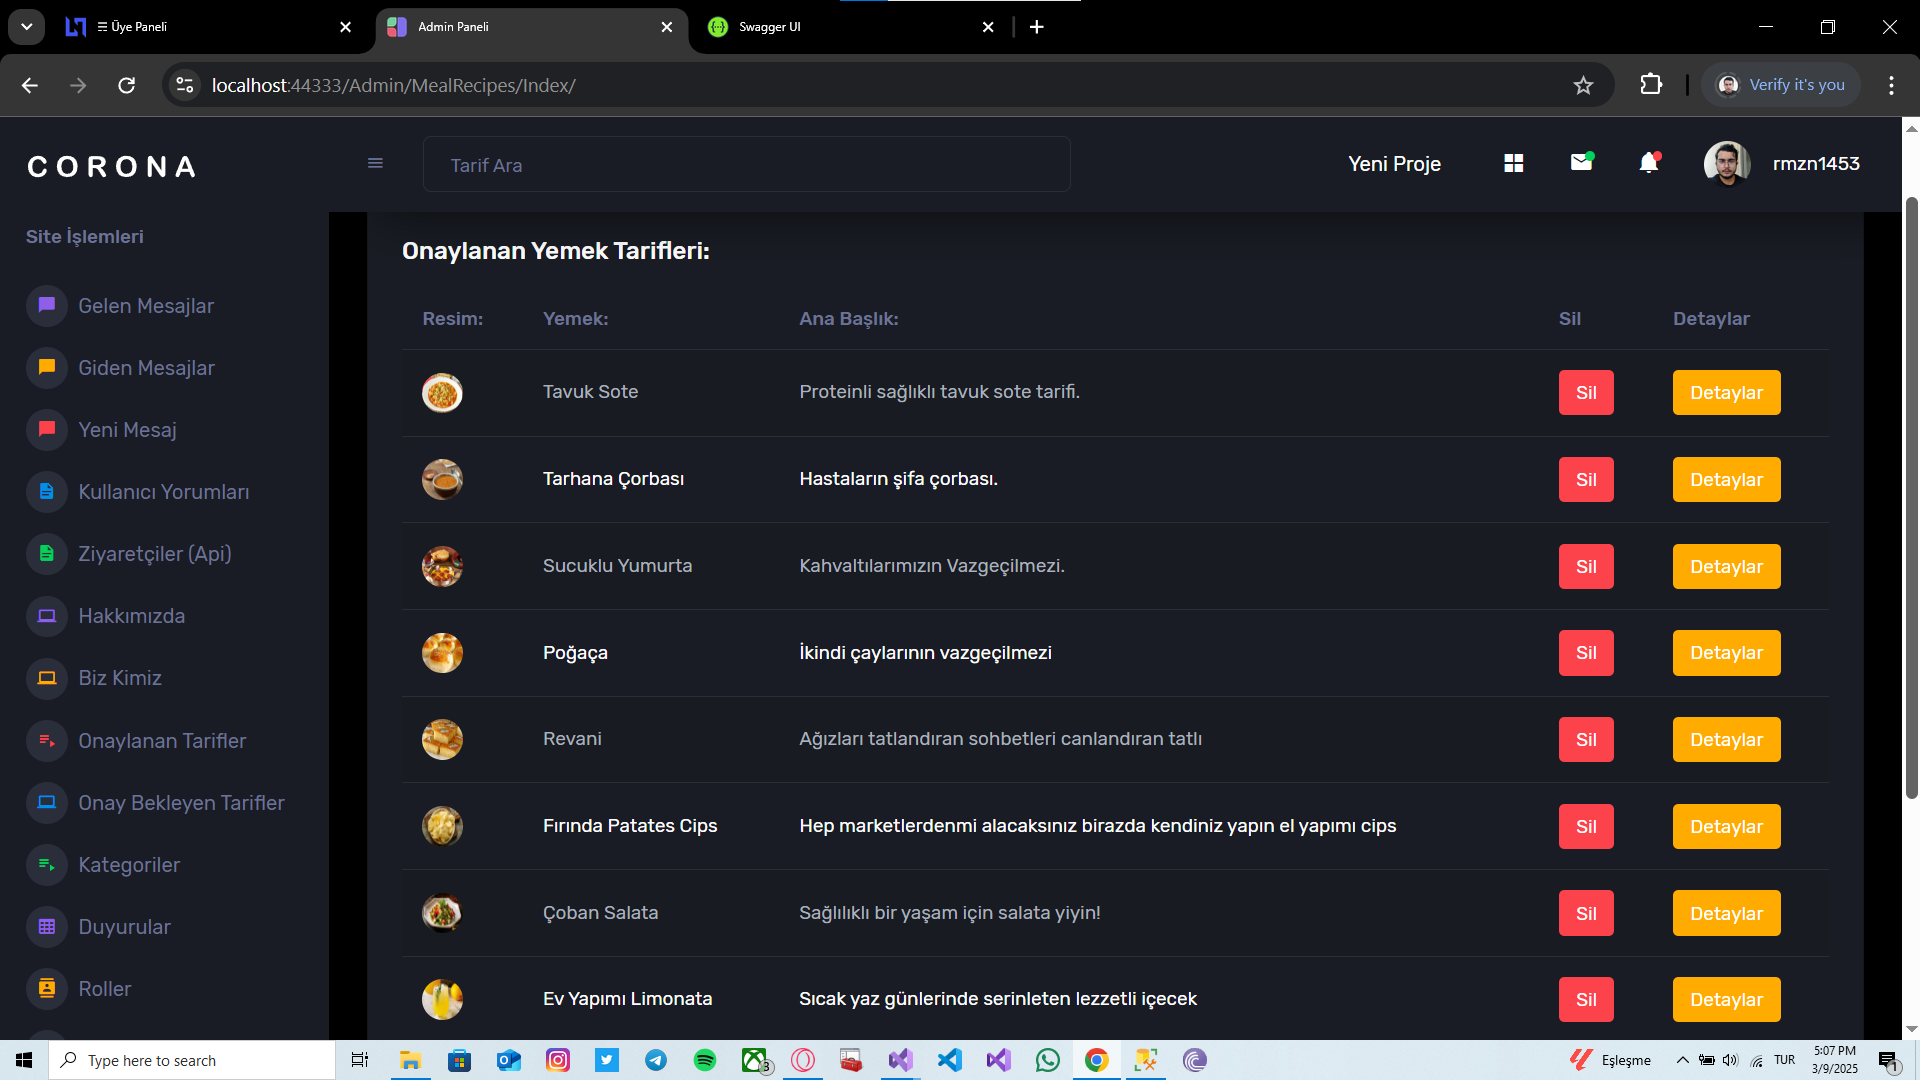 ☰ Üye Paneli
Admin Paneli
Swagger UI
localhost:44333/Admin/MealRecipes/Index/
Verify it's you
CORONA
Tarif Ara
Yeni Proje
rmzn1453
Site İşlemleri
Gelen Mesajlar
Giden Mesajlar
Yeni Mesaj
Kullanıcı Yorumları
Ziyaretçiler (Api)
Hakkımızda
Biz Kimiz
Onaylanan Tarifler
Onay Bekleyen Tarifler
Kategoriler
Duyurular
Roller
Onaylanan Yemek Tarifleri:
Resim: Yemek: Ana Başlık: Sil Detaylar
Tavuk Sote Proteinli sağlıklı tavuk sote tarifi. Sil Detaylar
Tarhana Çorbası Hastaların şifa çorbası. Sil Detaylar
Sucuklu Yumurta Kahvaltılarımızın Vazgeçilmezi. Sil Detaylar
Poğaça İkindi çaylarının vazgeçilmezi Sil Detaylar
Revani Ağızları tatlandıran sohbetleri canlandıran tatlı Sil Detaylar
Fırında Patates Cips Hep marketlerdenmi alacaksınız birazda kendiniz yapın el yapımı cips Sil Detaylar
Çoban Salata Sağlılıklı bir yaşam için salata yiyin! Sil Detaylar
Ev Yapımı Limonata Sıcak yaz günlerinde serinleten lezzetli içecek Sil Detaylar
Type here to search
3
Eşleşme
TUR
5:07 PM
3/9/2025
1